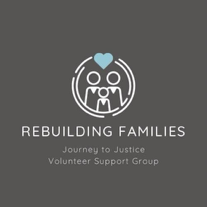 REBUILDING FAMILIES
Journey to Justice
Volunteer Support Group